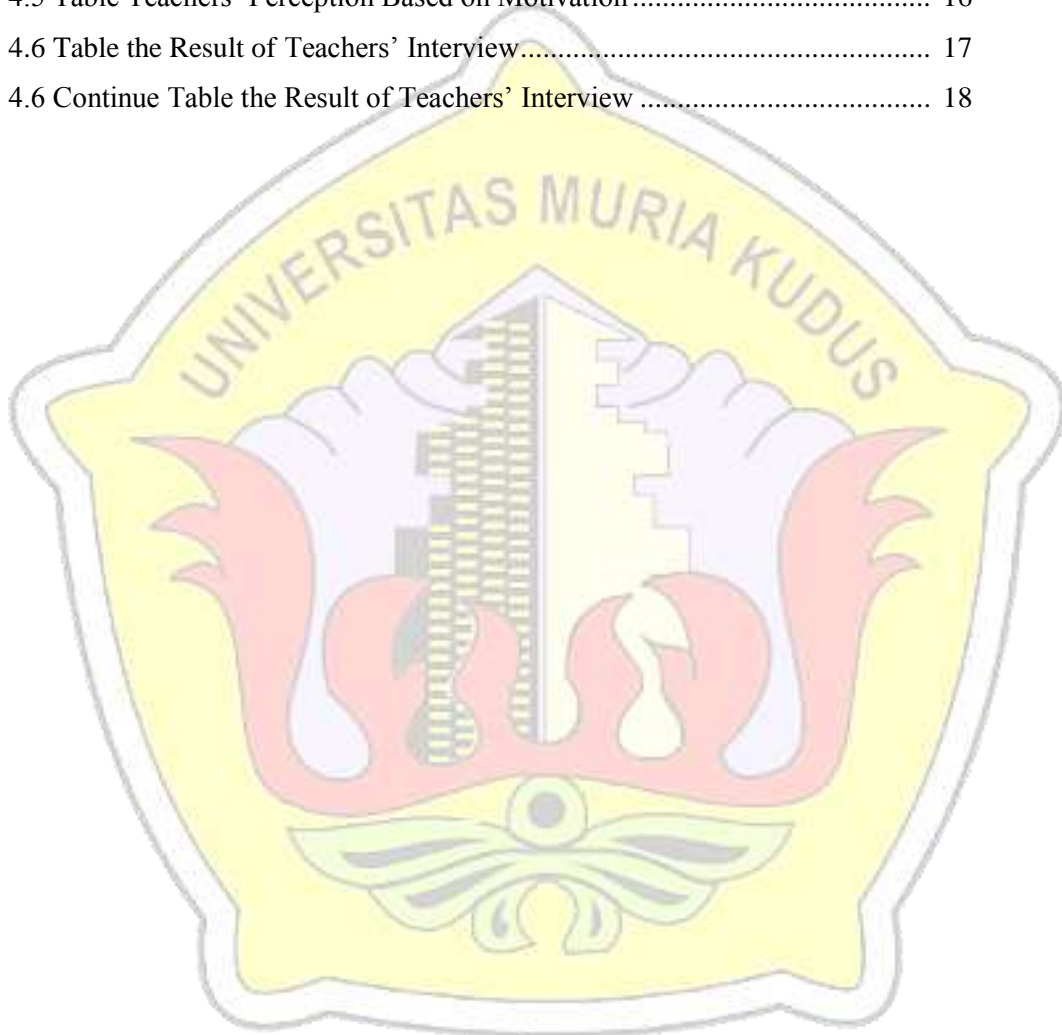 4.5 Table Teachers' Perception Based on Motivation........................................ 16
4.6 Table the Result of Teachers' Interview....................................................... 17
4.6 Continue Table the Result of Teachers' Interview ....................................... 18
UNIVERSITAS MURIA KUDUS